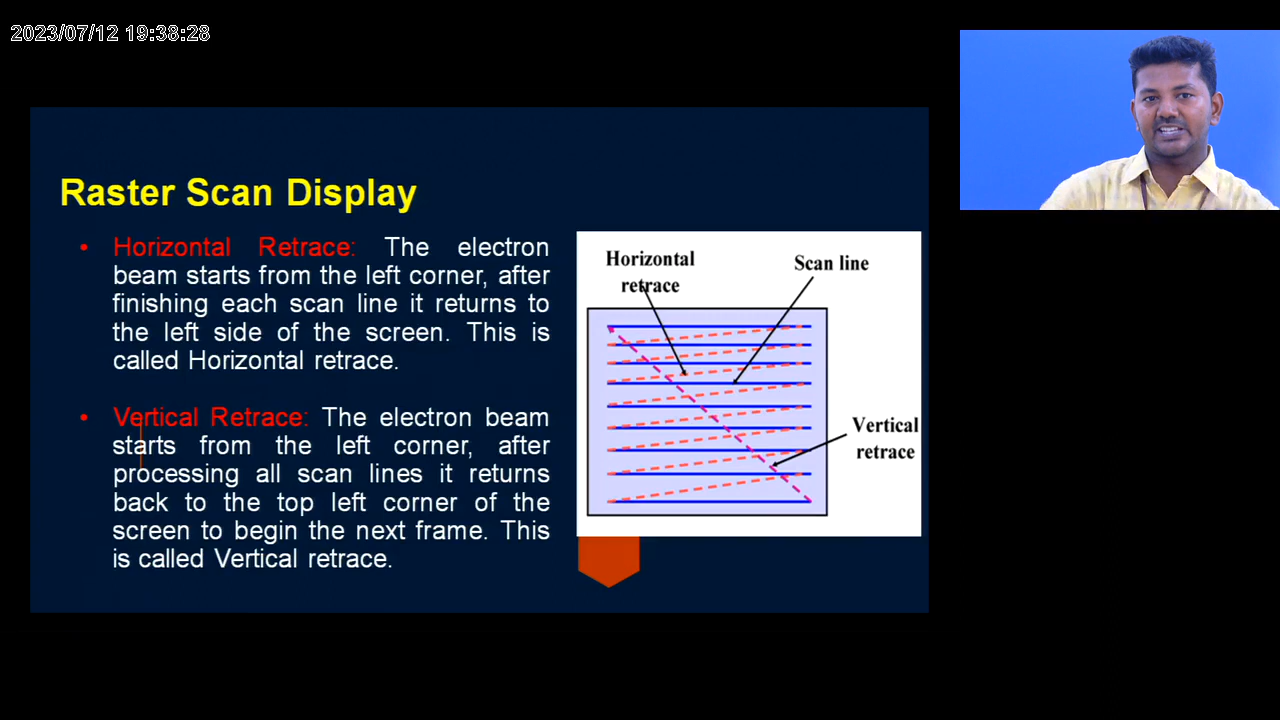 2023/07/12 19:38:28
Raster Scan Display
• Horizontal Retrace: The electron
beam starts from the left corner, after
finishing each scan line it returns to
the left side of the screen. This is
called Horizontal retrace.
• Vertical Retrace: The electron beam
starts from the left corner, after
processing all scan lines it returns
back to the top left corner of the
screen to begin the next frame. This
is called Vertical retrace.
Horizontal
retrace
Scan line
Vertical
retrace